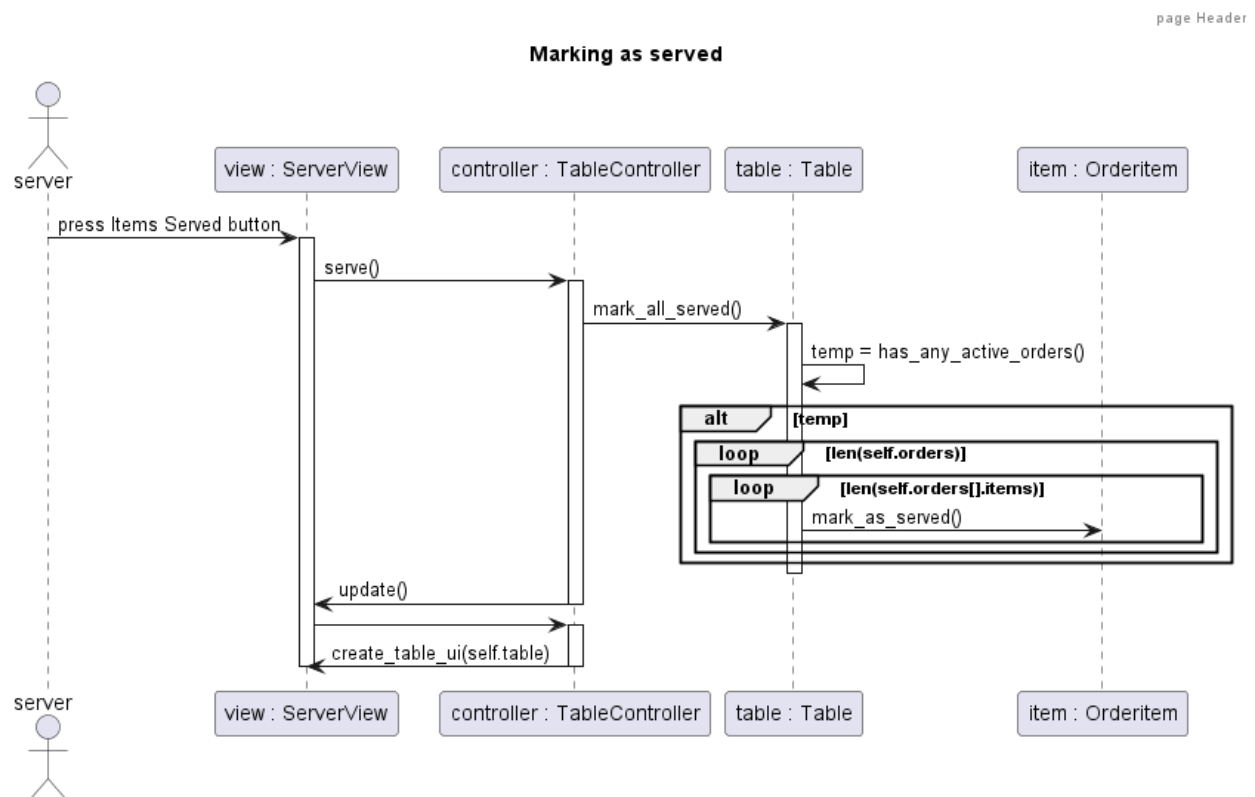 page Header
Marking as served
server
view : ServerView
controller : TableController
table : Table
item : Orderitem
press Items Served button
serve()
mark_all_served()
temp = has_any_active_orders()
alt [temp]
loop [len(self.orders)]
loop [len(self.orders[].items)]
mark_as_served()
update()
create_table_ui(self.table)
server
view : ServerView
controller : TableController
table : Table
item : Orderitem